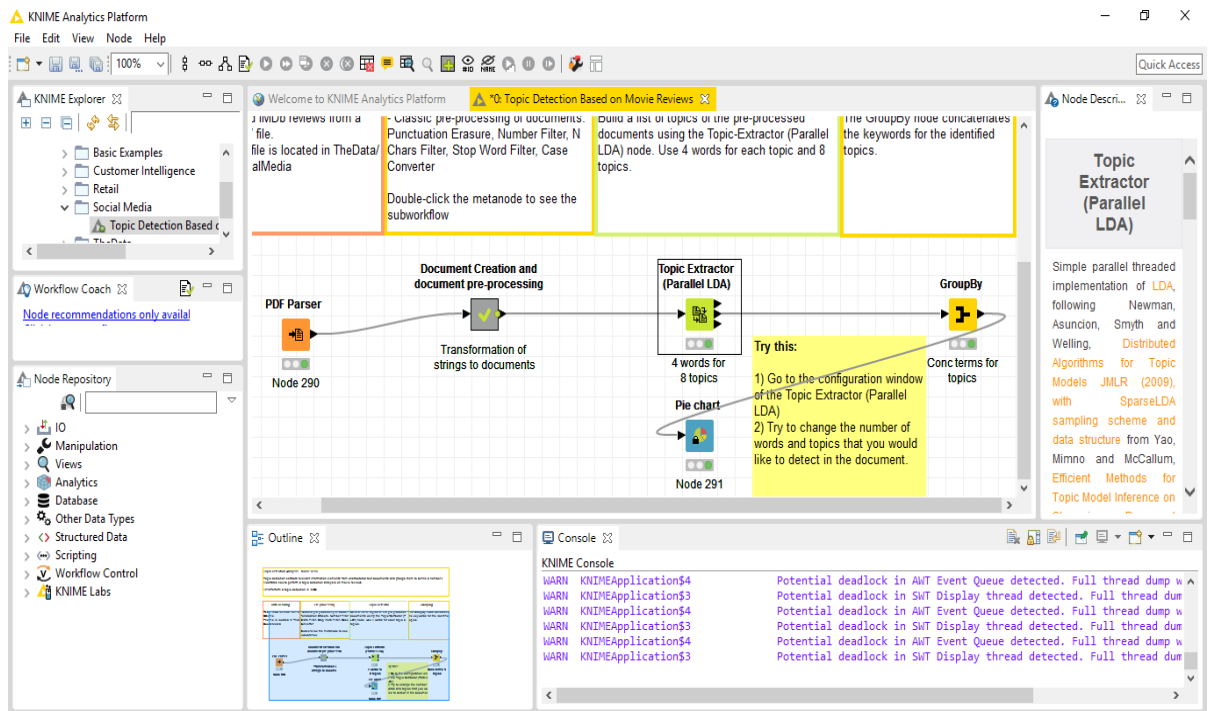 KNIME Analytics Platform
File Edit View Node Help
100%
Quick Access
KNIME Explorer
Basic Examples
Customer Intelligence
Retail
Social Media
Topic Detection Based o
TheData
Workflow Coach
Node recommendations only availal
Node Repository
IO
Manipulation
Views
Analytics
Database
Other Data Types
Structured Data
Scripting
Workflow Control
KNIME Labs
Welcome to KNIME Analytics Platform
*0: Topic Detection Based on Movie Reviews
IMDb reviews from a
file.
file is located in TheData/
alMedia
- Classic pre-processing of documents:
Punctuation Erasure, Number Filter, N
Chars Filter, Stop Word Filter, Case
Converter
Double-click the metanode to see the
subworkflow
Build a list of topics of the pre-processed
documents using the Topic-Extractor (Parallel
LDA) node. Use 4 words for each topic and 8
topics.
The GroupBy node concatenates
the keywords for the identified
topics.
PDF Parser
Node 290
Document Creation and
document pre-processing
Transformation of
strings to documents
Topic Extractor
(Parallel LDA)
4 words for
8 topics
GroupBy
Conc terms for
topics
Pie chart
Node 291
Try this:
1) Go to the configuration window
of the Topic Extractor (Parallel
LDA)
2) Try to change the number of
words and topics that you would
like to detect in the document.
Node Descri...
Topic
Extractor
(Parallel
LDA)
Simple parallel threaded
implementation of LDA,
following Newman,
Asuncion, Smyth and
Welling, Distributed
Algorithms for Topic
Models JMLR (2009),
with SparseLDA
sampling scheme and
data structure from Yao,
Mimno and McCallum,
Efficient Methods for
Topic Model Inference on
Outline
Console
KNIME Console
WARN KNIMEApplication$4 Potential deadlock in AWT Event Queue detected. Full thread dump w
WARN KNIMEApplication$3 Potential deadlock in SWT Display thread detected. Full thread dum
WARN KNIMEApplication$4 Potential deadlock in AWT Event Queue detected. Full thread dump w
WARN KNIMEApplication$3 Potential deadlock in SWT Display thread detected. Full thread dum
WARN KNIMEApplication$4 Potential deadlock in AWT Event Queue detected. Full thread dump w
WARN KNIMEApplication$3 Potential deadlock in SWT Display thread detected. Full thread dum